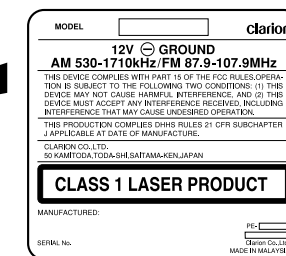 MODEL clarion
12V ⊖ GROUND
AM 530-1710kHz/FM 87.9-107.9MHz
THIS DEVICE COMPLIES WITH PART 15 OF THE FCC RULES.OPERA-
TION IS SUBJECT TO THE FOLLOWING TWO CONDITIONS: (1) THIS
DEVICE MAY NOT CAUSE HARMFUL INTERFERENCE, AND (2) THIS
DEVICE MUST ACCEPT ANY INTERFERENCE RECEIVED, INCLUDING
INTERFERENCE THAT MAY CAUSE UNDESIRED OPERATION.
THIS PRODUCTION COMPLIES DHHS RULES 21 CFR SUBCHAPTER
J APPLICABLE AT DATE OF MANUFACTURE.
CLARION CO.,LTD.
50 KAMITODA,TODA-SHI,SAITAMA-KEN,JAPAN
CLASS 1 LASER PRODUCT
MANUFACTURED:
PE-
SERIAL No. Clarion Co.,Ltd
MADE IN MALAYSI